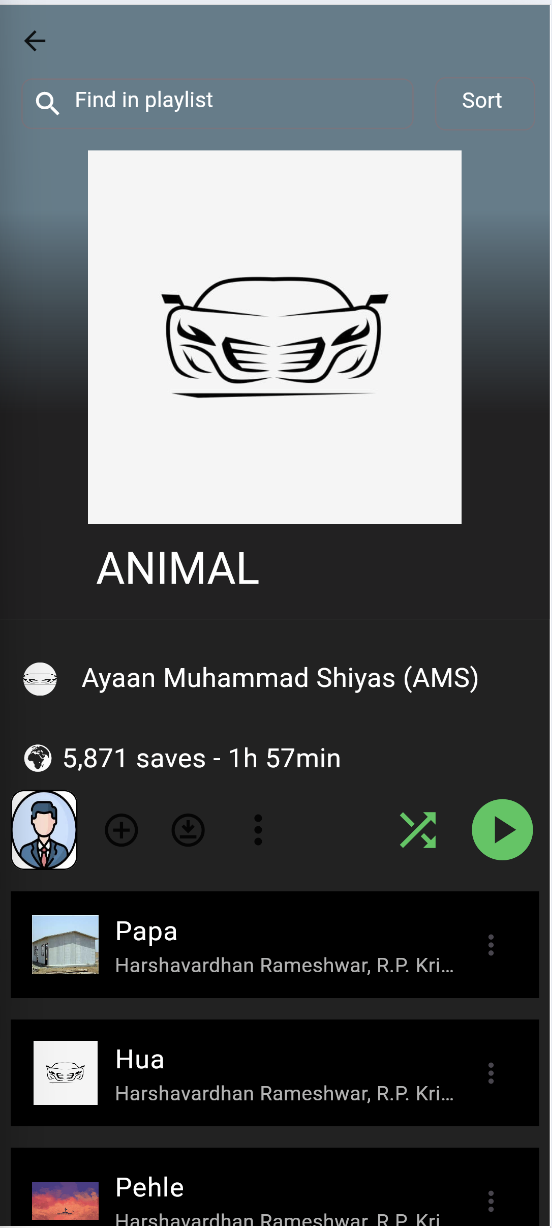 Find in playlist
Sort
ANIMAL
Ayaan Muhammad Shiyas (AMS)
5,871 saves - 1h 57min
Papa
Harshavardhan Rameshwar, R.P. Kri...
Hua
Harshavardhan Rameshwar, R.P. Kri...
Pehle
Harshavardhan Rameshwar, R.P. Kri...